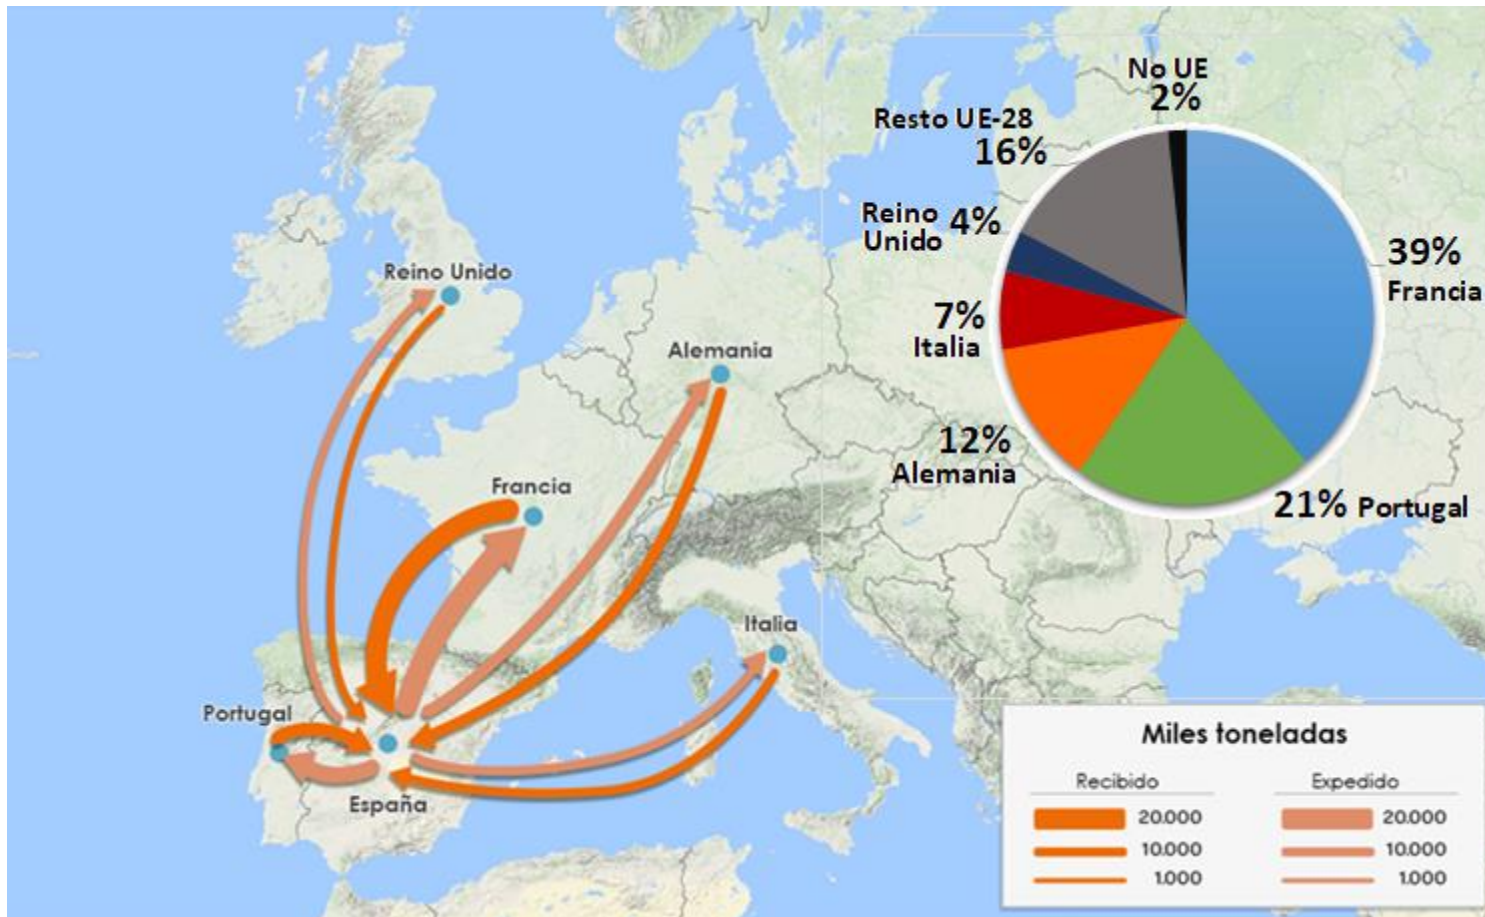 No UE
2%
Resto UE-28
16%
Reino
Unido 4%
39%
Francia
7%
Italia
12%
Alemania
21% Portugal
Reino Unido
Alemania
Francia
Italia
Portugal
España
Miles toneladas
Recibido Expedido
20.000 20.000
10.000 10.000
1.000 1.000